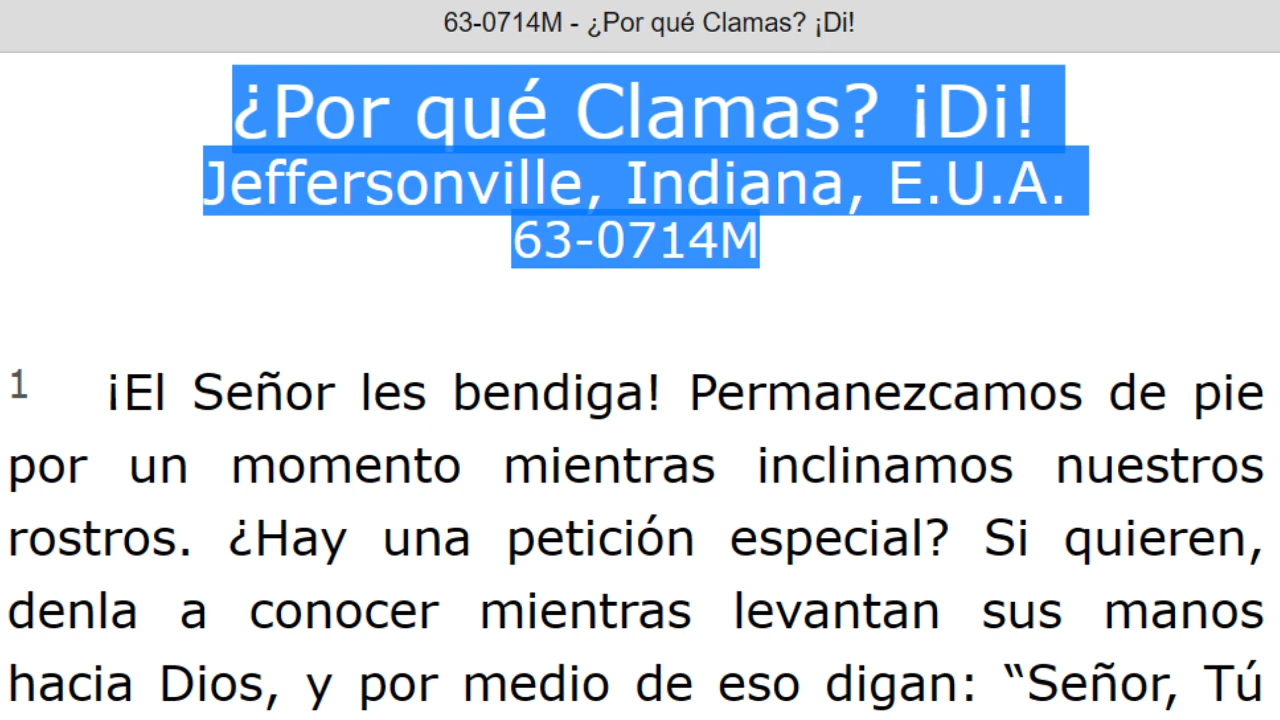 63-0714M - ¿Por qué Clamas? ¡Di!
¿Por qué Clamas? ¡Di!
Jeffersonville, Indiana, E.U.A.
63-0714M
1 ¡El Señor les bendiga! Permanezcamos de pie
por un momento mientras inclinamos nuestros
rostros. ¿Hay una petición especial? Si quieren,
denla a conocer mientras levantan sus manos
hacia Dios, y por medio de eso digan: “Señor, Tú